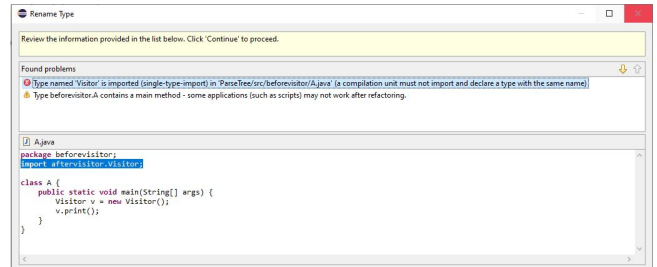 Rename Type
Review the information provided in the list below. Click 'Continue' to proceed.
Found problems
Type named 'Visitor' is imported (single-type-import) in 'ParseTree/src/beforevisitor/A.java' (a compilation unit must not import and declare a type with the same name)
Type beforevisitor.A contains a main method - some applications (such as scripts) may not work after refactoring.
A.java
package beforevisitor;
import aftervisitor.Visitor;
class A {
public static void main(String[] args) {
Visitor v = new Visitor();
v.print();
}
}